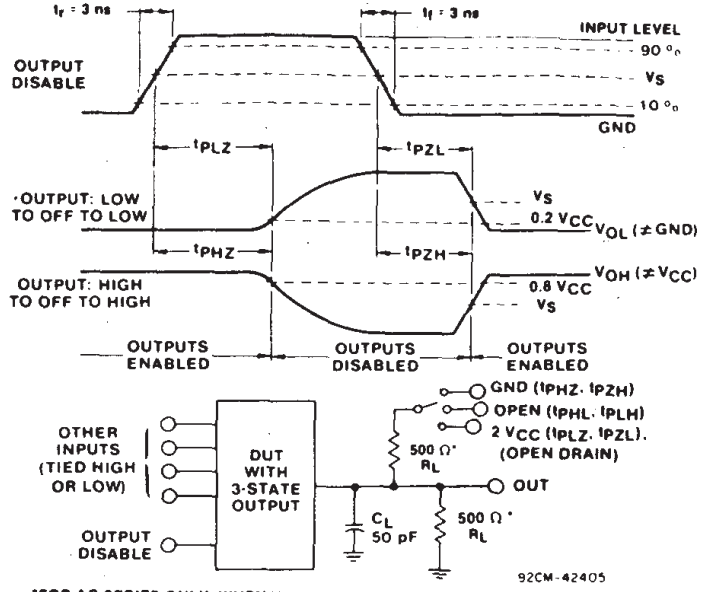 tr = 3 ns
tf = 3 ns
INPUT LEVEL
90 %
VS
10 %
GND
OUTPUT
DISABLE
tPLZ
tPZL
OUTPUT: LOW
TO OFF TO LOW
VS
0.2 VCC
VOL (≠ GND)
tPHZ
tPZH
OUTPUT: HIGH
TO OFF TO HIGH
VOH (≠ VCC)
0.8 VCC
VS
OUTPUTS
ENABLED
OUTPUTS
DISABLED
OUTPUTS
ENABLED
GND (tPHZ, tPZH)
OPEN (tPHL, tPLH)
2 VCC (tPLZ, tPZL),
(OPEN DRAIN)
OTHER
INPUTS
(TIED HIGH
OR LOW)
DUT
WITH
3-STATE
OUTPUT
500 Ω*
RL
OUT
OUTPUT
DISABLE
CL
50 pF
500 Ω*
RL
92CM-42405